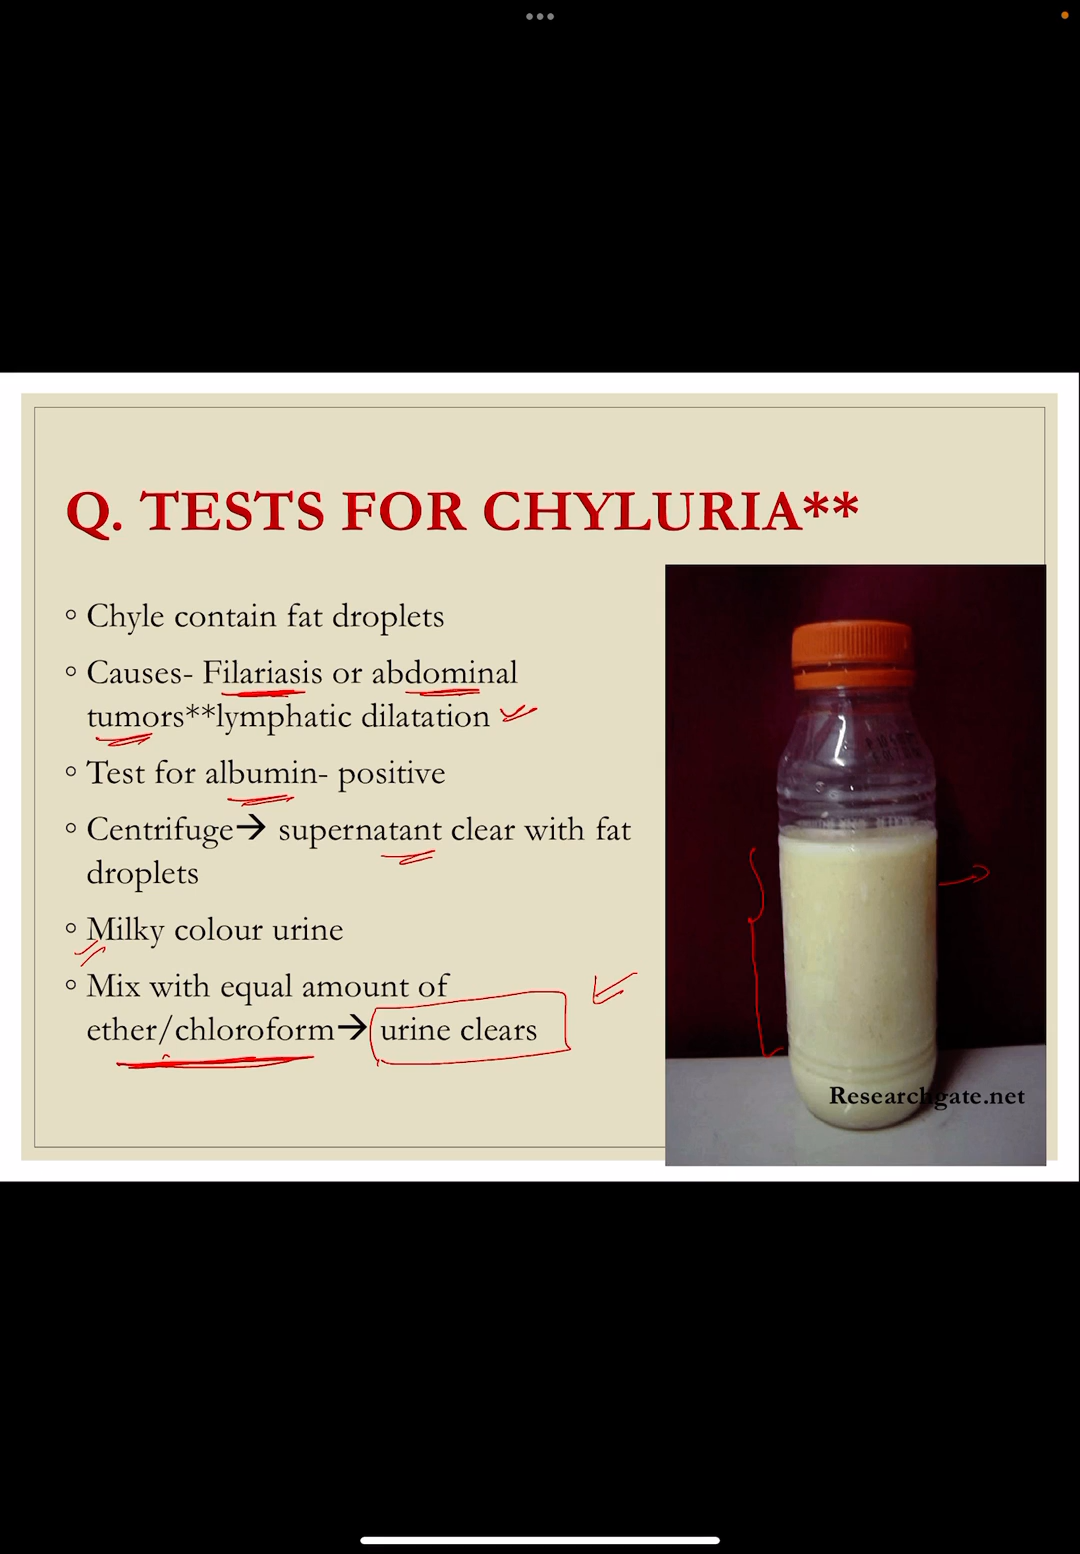 Q. TESTS FOR CHYLURIA**
◦ Chyle contain fat droplets
◦ Causes- Filariasis or abdominal
tumors**lymphatic dilatation
◦ Test for albumin- positive
◦ Centrifuge→ supernatant clear with fat
droplets
◦ Milky colour urine
◦ Mix with equal amount of
ether/chloroform→ urine clears
Researchgate.net